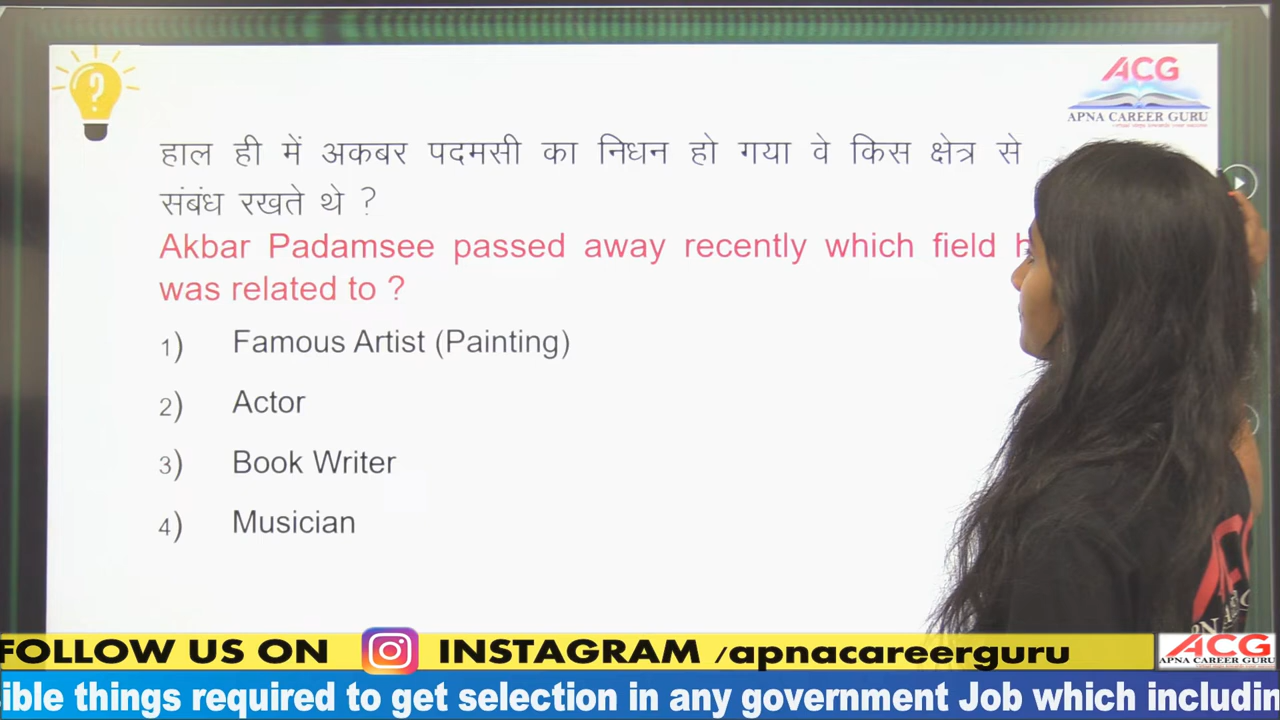 ?
ACG
APNA CAREER GURU
हाल ही में अकबर पदमसी का निधन हो गया वे किस क्षेत्र से
संबंध रखते थे ?
Akbar Padamsee passed away recently which field
was related to ?
1) Famous Artist (Painting)
2) Actor
3) Book Writer
4) Musician
FOLLOW US ON INSTAGRAM /apnacareerguru
ACG
APNA CAREER GURU
things required to get selection in any government Job which